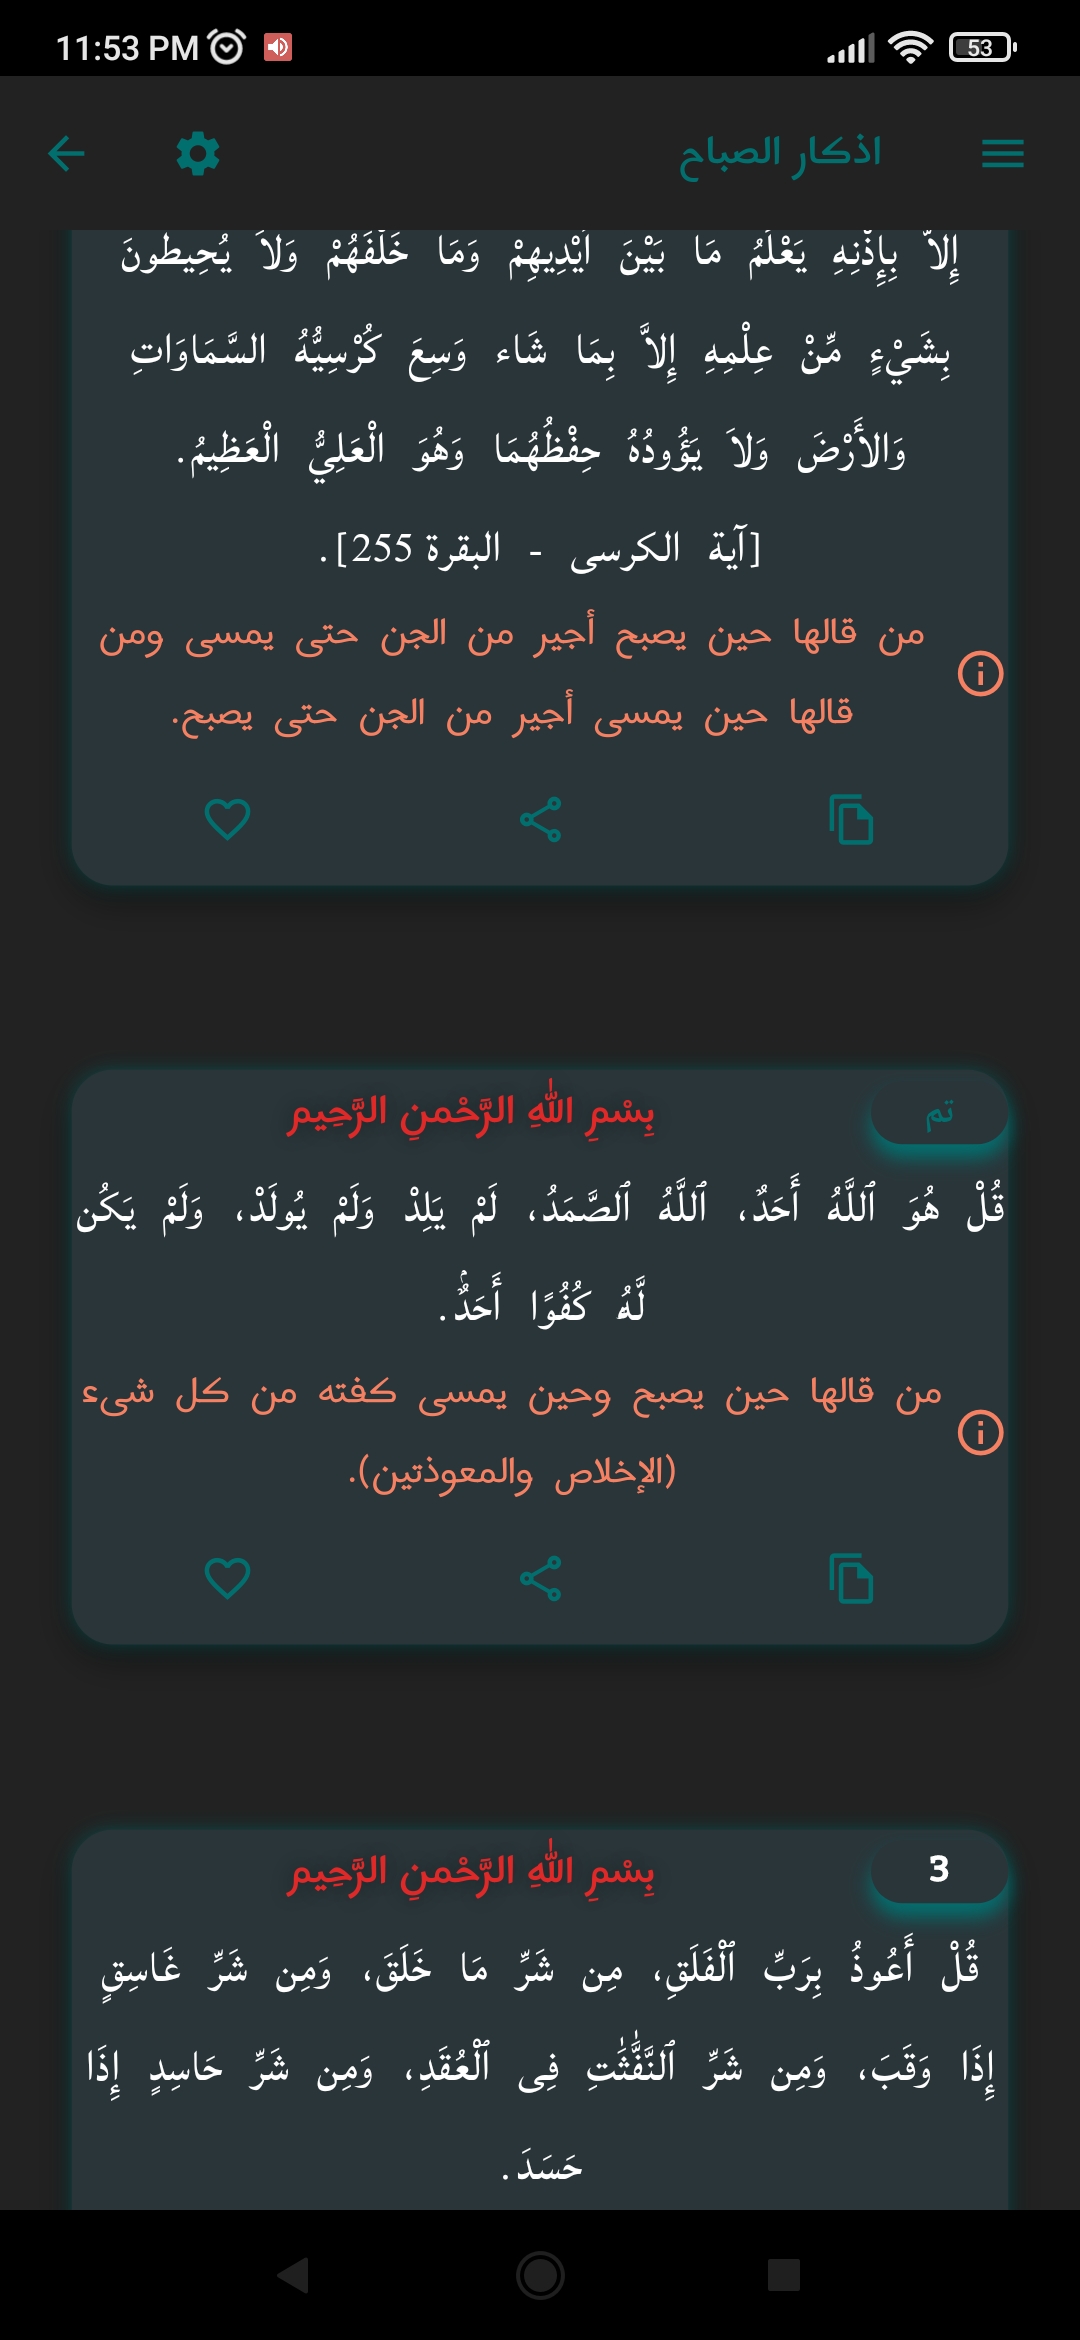 11:53 PM
53
اذكار الصباح
إِلاَّ بِإِذْنِهِ يَعْلَمُ مَا بَيْنَ أَيْدِيهِمْ وَمَا خَلْفَهُمْ وَلاَ يُحِيطُونَ
بِشَيْءٍ مِّنْ عِلْمِهِ إِلاَّ بِمَا شَاء وَسِعَ كُرْسِيُّهُ السَّمَاوَاتِ
وَالأَرْضَ وَلاَ يَؤُودُهُ حِفْظُهُمَا وَهُوَ الْعَلِيُّ الْعَظِيمُ.
[آية الكرسى - البقرة 255].
من قالها حين يصبح أجير من الجن حتى يمسى ومن
قالها حين يمسى أجير من الجن حتى يصبح.
تم
بِسْمِ اللهِ الرَّحْمنِ الرَّحِيم
قُلْ هُوَ ٱللَّهُ أَحَدٌ، ٱللَّهُ ٱلصَّمَدُ، لَمْ يَلِدْ وَلَمْ يُولَدْ، وَلَمْ يَكُن
لَّهُ كُفُوًا أَحَدٌۢ.
من قالها حين يصبح وحين يمسى كفته من كل شىء
(الإخلاص والمعوذتين).
3
بِسْمِ اللهِ الرَّحْمنِ الرَّحِيم
قُلْ أَعُوذُ بِرَبِّ ٱلْفَلَقِ، مِن شَرِّ مَا خَلَقَ، وَمِن شَرِّ غَاسِقٍ
إِذَا وَقَبَ، وَمِن شَرِّ ٱلنَّفَّٰثَٰتِ فِى ٱلْعُقَدِ، وَمِن شَرِّ حَاسِدٍ إِذَا
حَسَدَ.